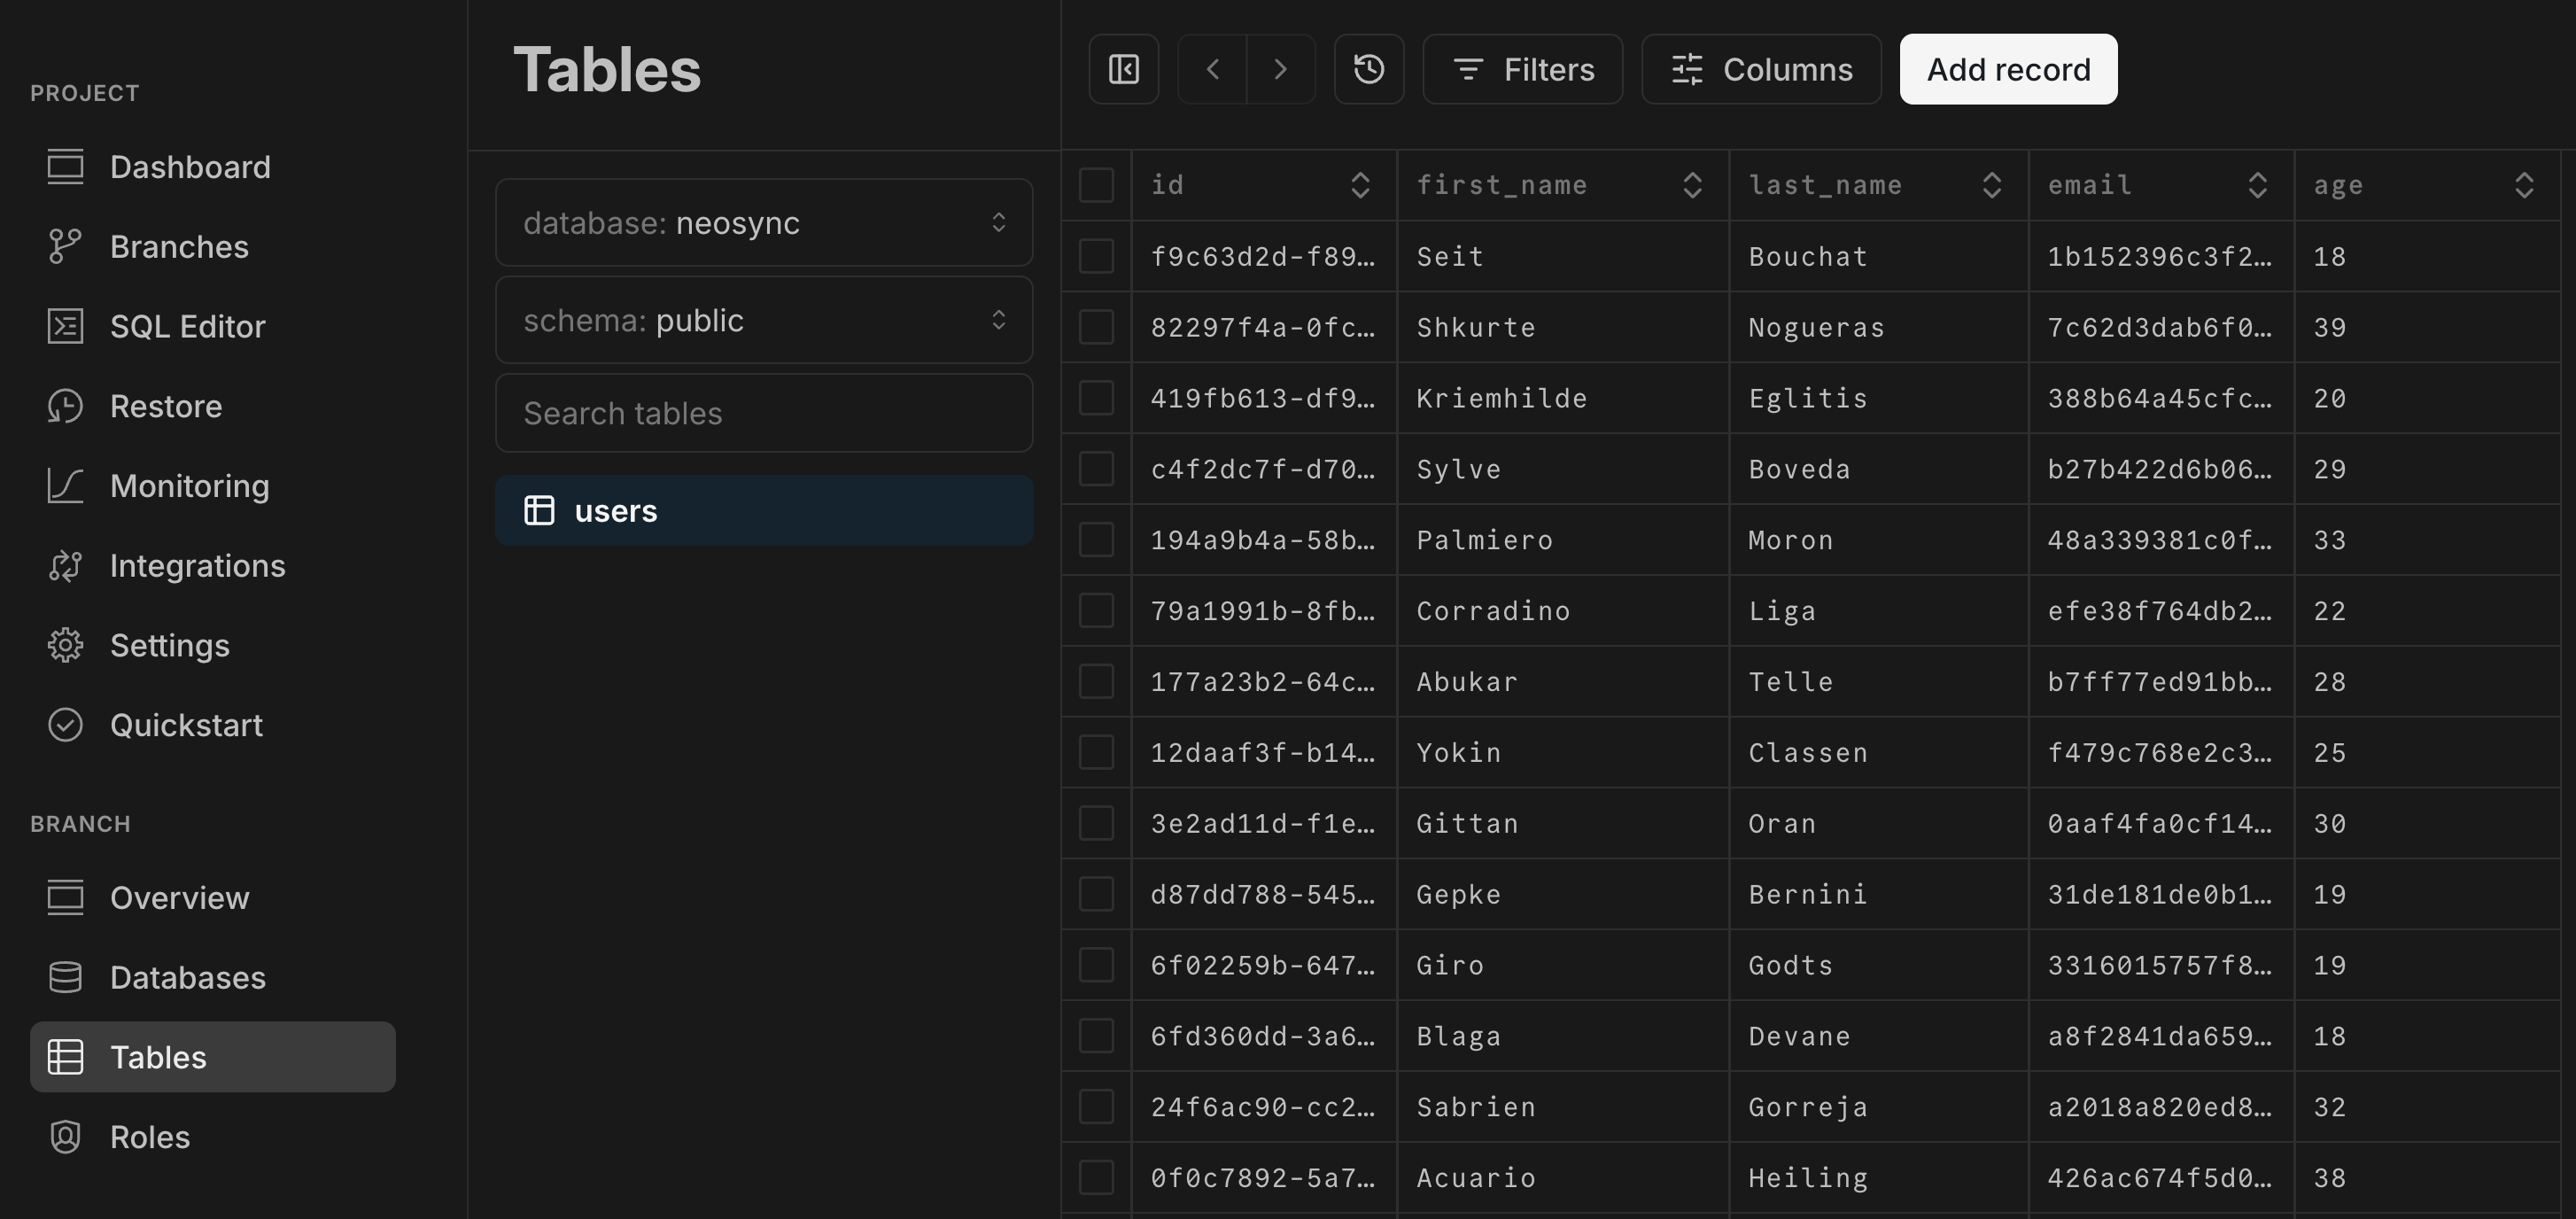 PROJECT
Dashboard
Branches
SQL Editor
Restore
Monitoring
Integrations
Settings
Quickstart
BRANCH
Overview
Databases
Tables
Roles
Tables
database: neosync
schema: public
Search tables
users
Filters Columns Add record
id first_name last_name email age
f9c63d2d-f89… Seit Bouchat 1b152396c3f2… 18
82297f4a-0fc… Shkurte Nogueras 7c62d3dab6f0… 39
419fb613-df9… Kriemhilde Eglitis 388b64a45cfc… 20
c4f2dc7f-d70… Sylve Boveda b27b422d6b06… 29
194a9b4a-58b… Palmiero Moron 48a339381c0f… 33
79a1991b-8fb… Corradino Liga efe38f764db2… 22
177a23b2-64c… Abukar Telle b7ff77ed91bb… 28
12daaf3f-b14… Yokin Classen f479c768e2c3… 25
3e2ad11d-f1e… Gittan Oran 0aaf4fa0cf14… 30
d87dd788-545… Gepke Bernini 31de181de0b1… 19
6f02259b-647… Giro Godts 3316015757f8… 19
6fd360dd-3a6… Blaga Devane a8f2841da659… 18
24f6ac90-cc2… Sabrien Gorreja a2018a820ed8… 32
0f0c7892-5a7… Acuario Heiling 426ac674f5d0… 38